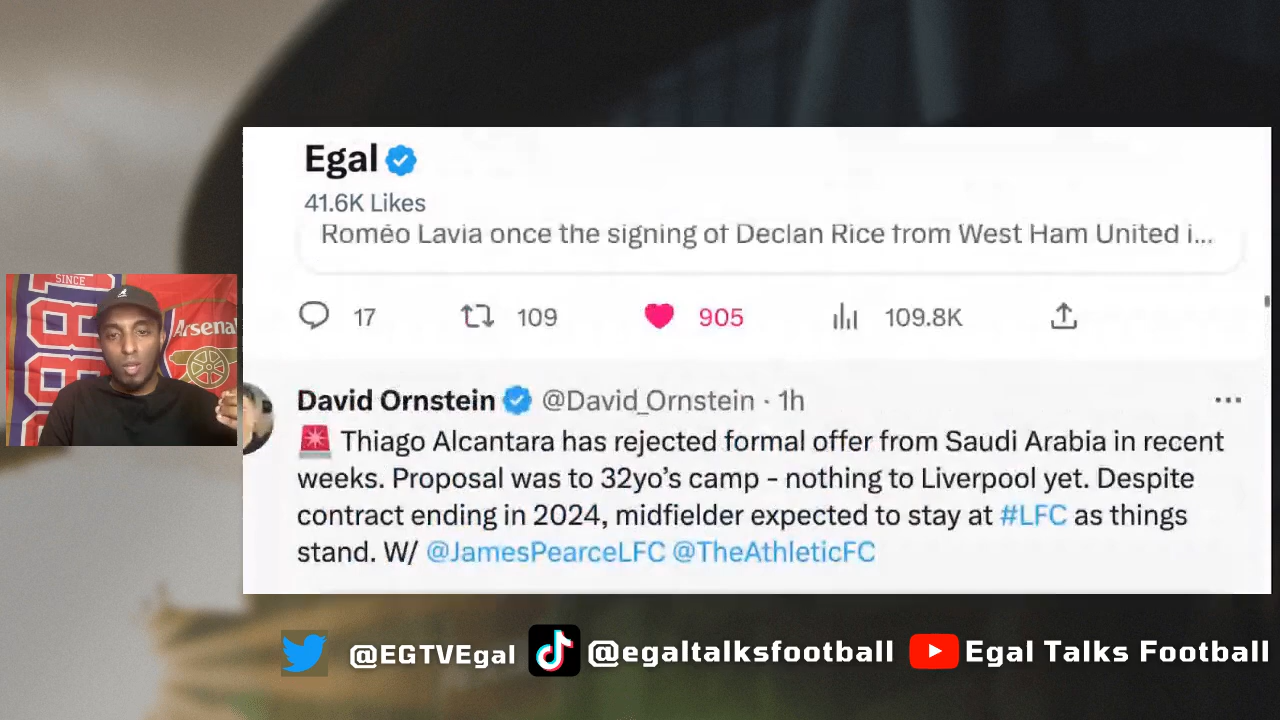 Egal
41.6K Likes
Roméo Lavia once the signing of Declan Rice from West Ham United i...
17 109 905 109.8K
David Ornstein @David_Ornstein · 1h
🚨 Thiago Alcantara has rejected formal offer from Saudi Arabia in recent
weeks. Proposal was to 32yo’s camp - nothing to Liverpool yet. Despite
contract ending in 2024, midfielder expected to stay at #LFC as things
stand. W/ @JamesPearceLFC @TheAthleticFC
SINCE
Arsenal
@EGTVEgal @egaltalksfootball Egal Talks Football